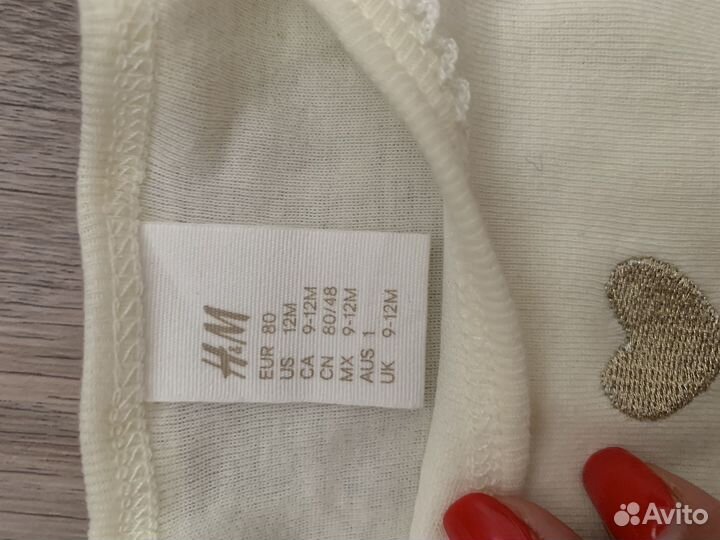 H&M
EUR 80
US 12M
CA 9-12M
CN 80/48
MX 9-12M
AUS 1
UK 9-12M
Avito